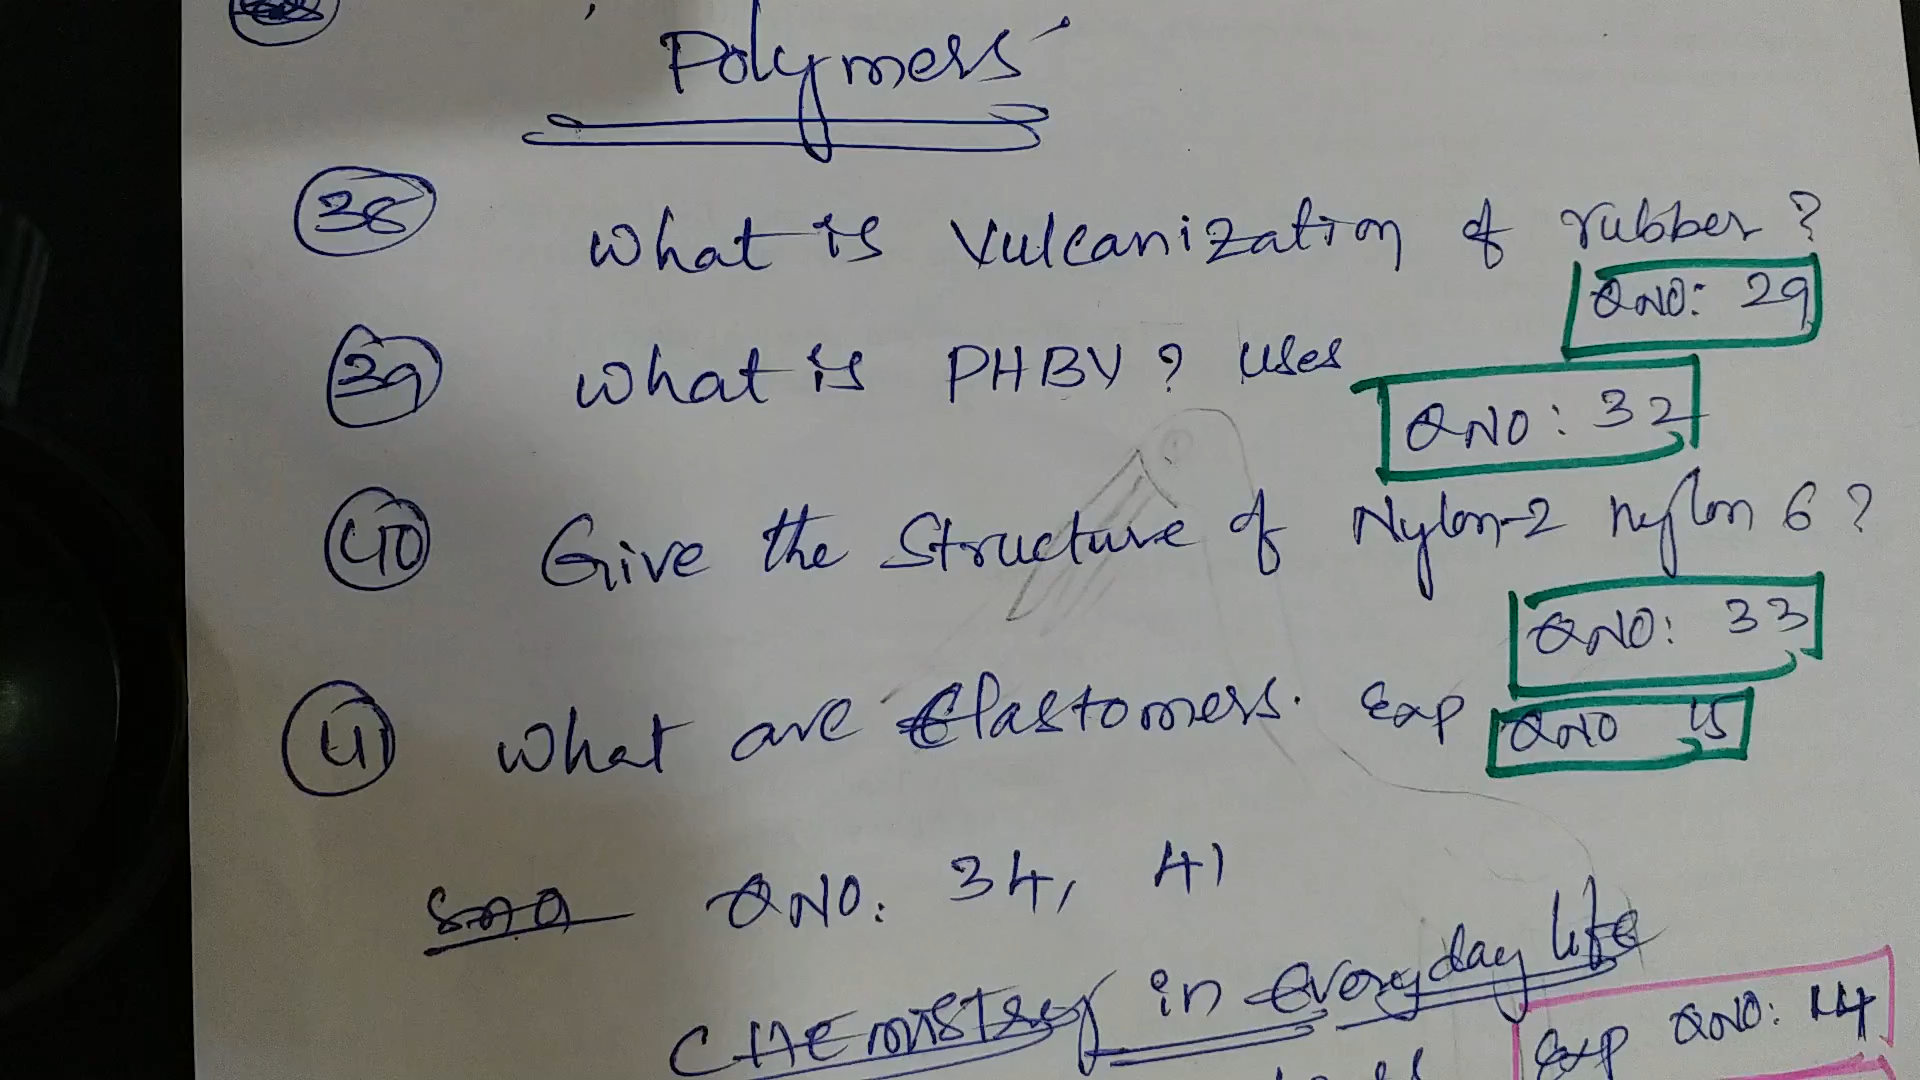 Polymers
38 What is Vulcanization of rubber?
QNO: 29
39 What is PHBV? Uses
QNO: 32
40 Give the Structure of Nylon-2 nylon 6?
QNO: 33
41 What are Elastomers. Exp QNO 15
QNO: 34, 41
CHEMistry in everyday life
Exp QNO: 14